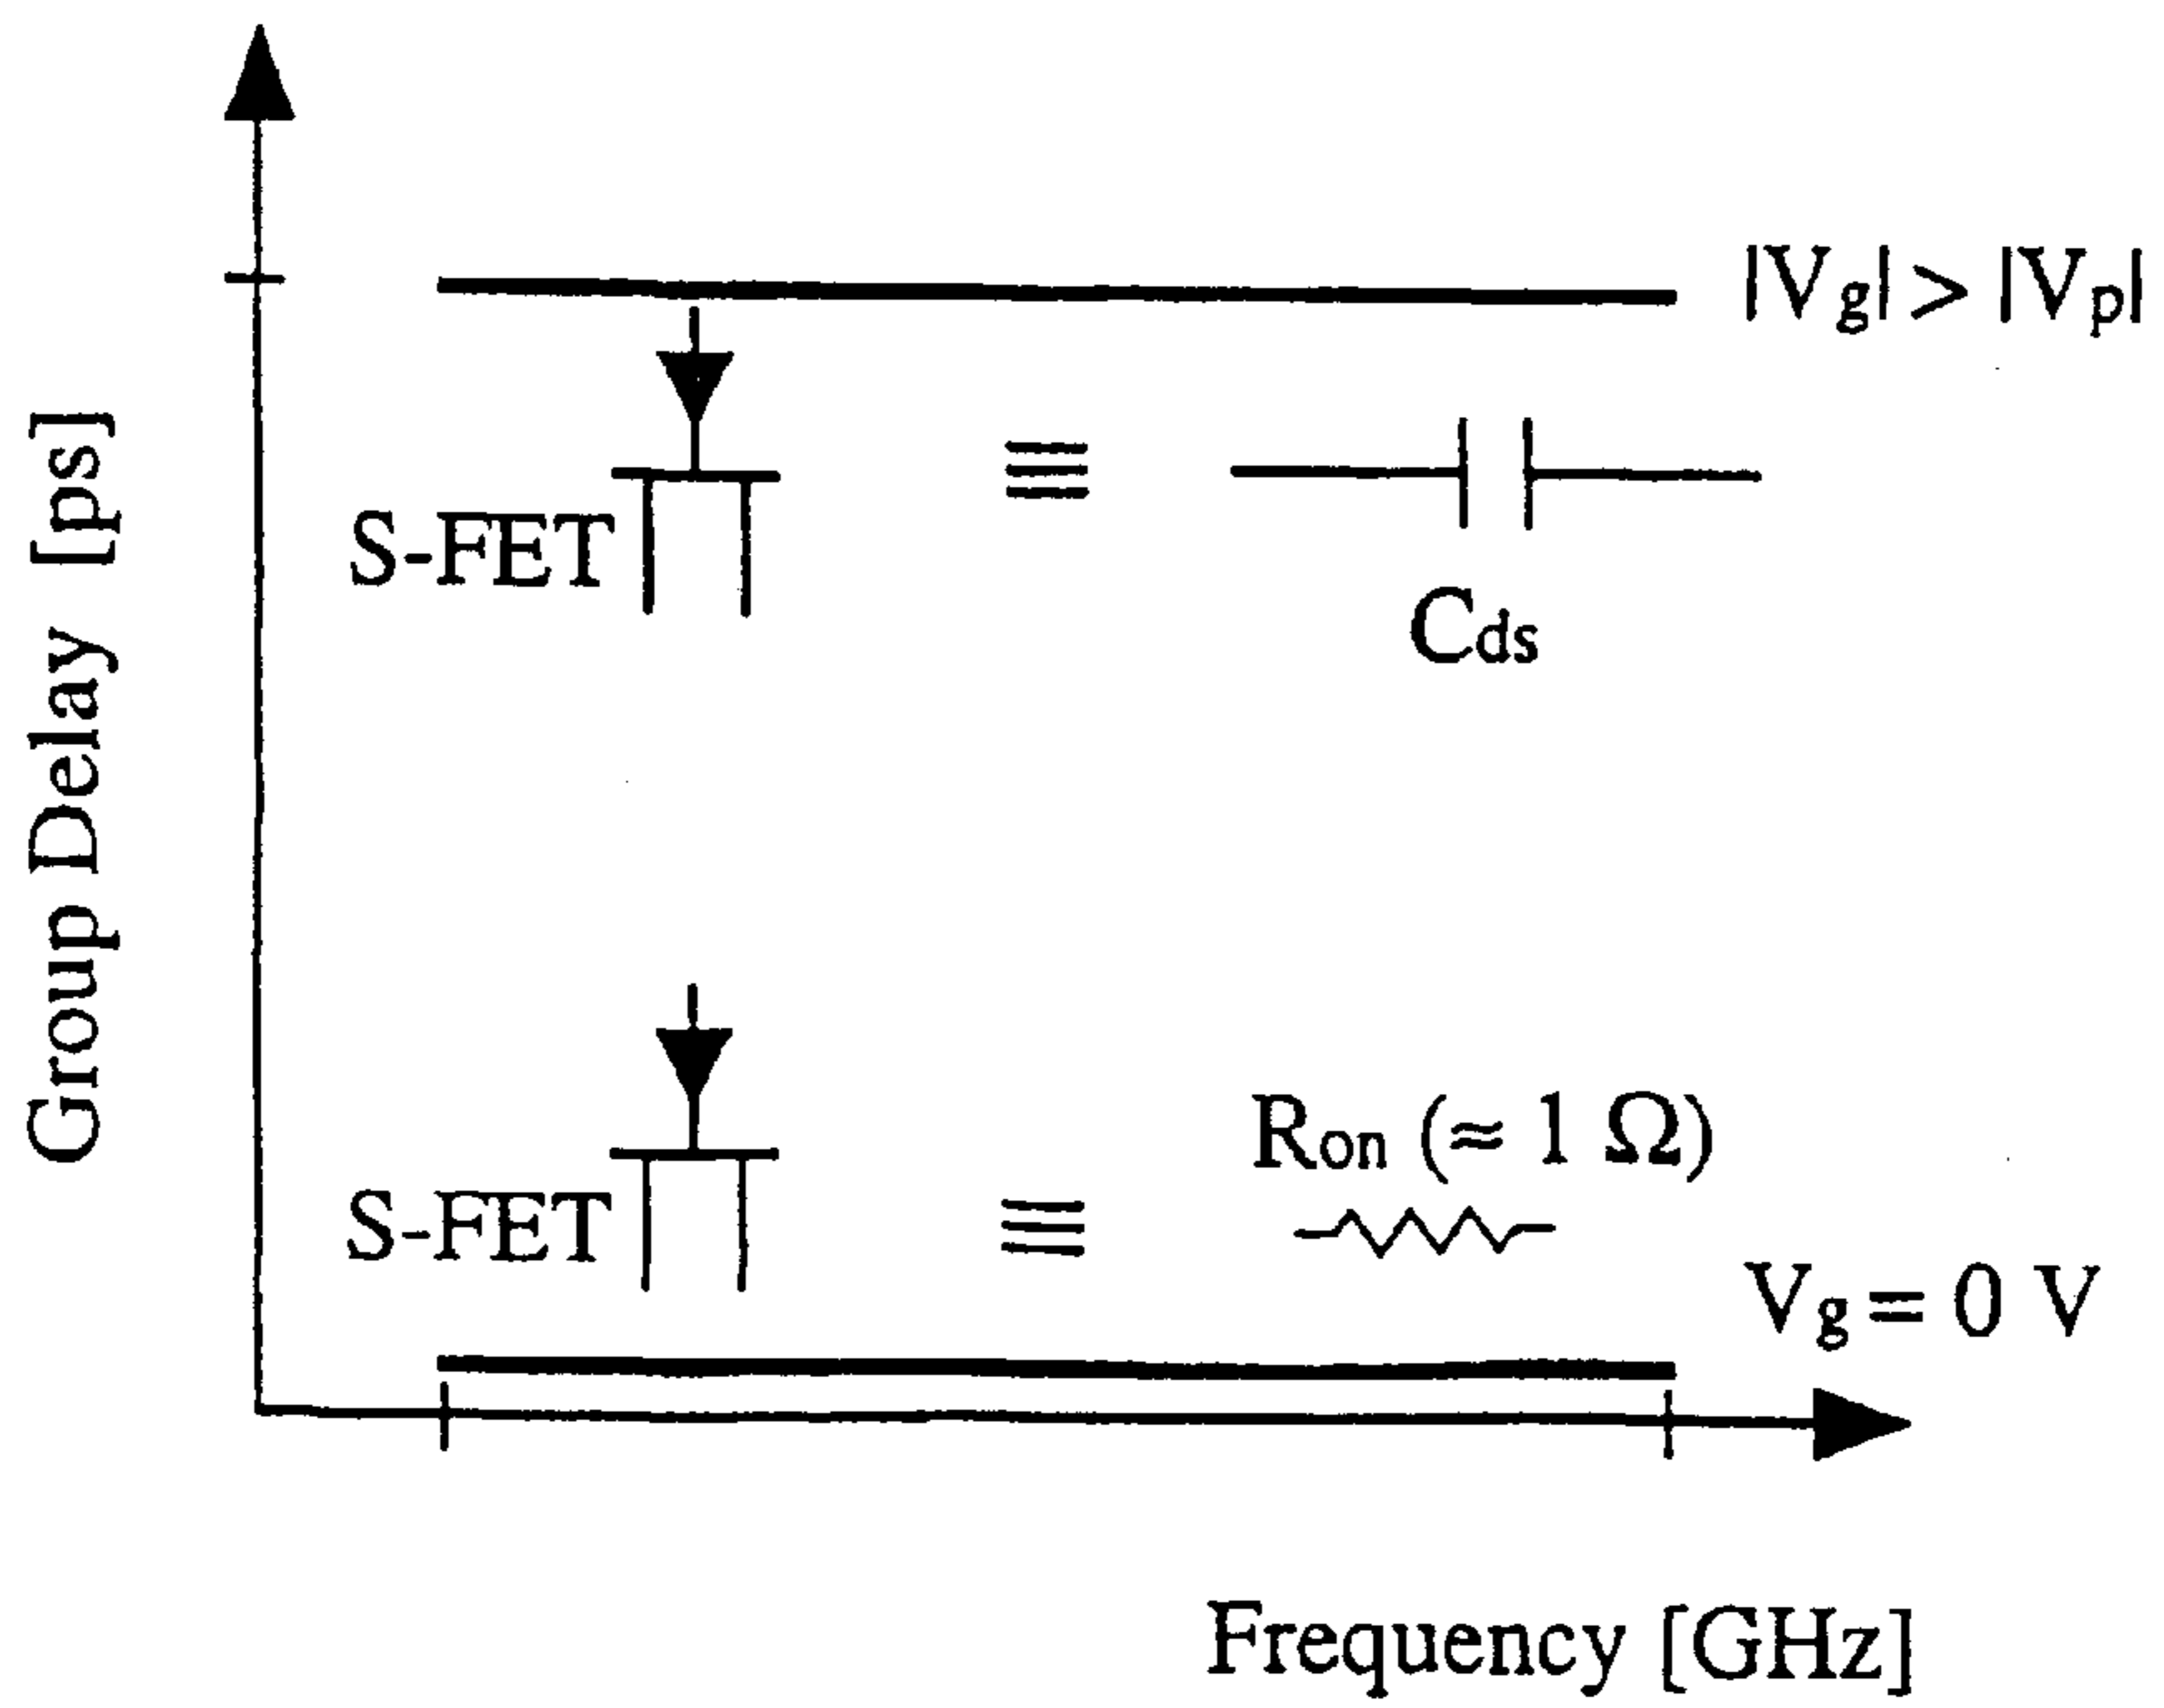 |Vg| > |Vp|
S-FET
≡
Cds
Group Delay [ps]
Ron (≈ 1 Ω)
S-FET
≡
Vg = 0 V
Frequency [GHz]